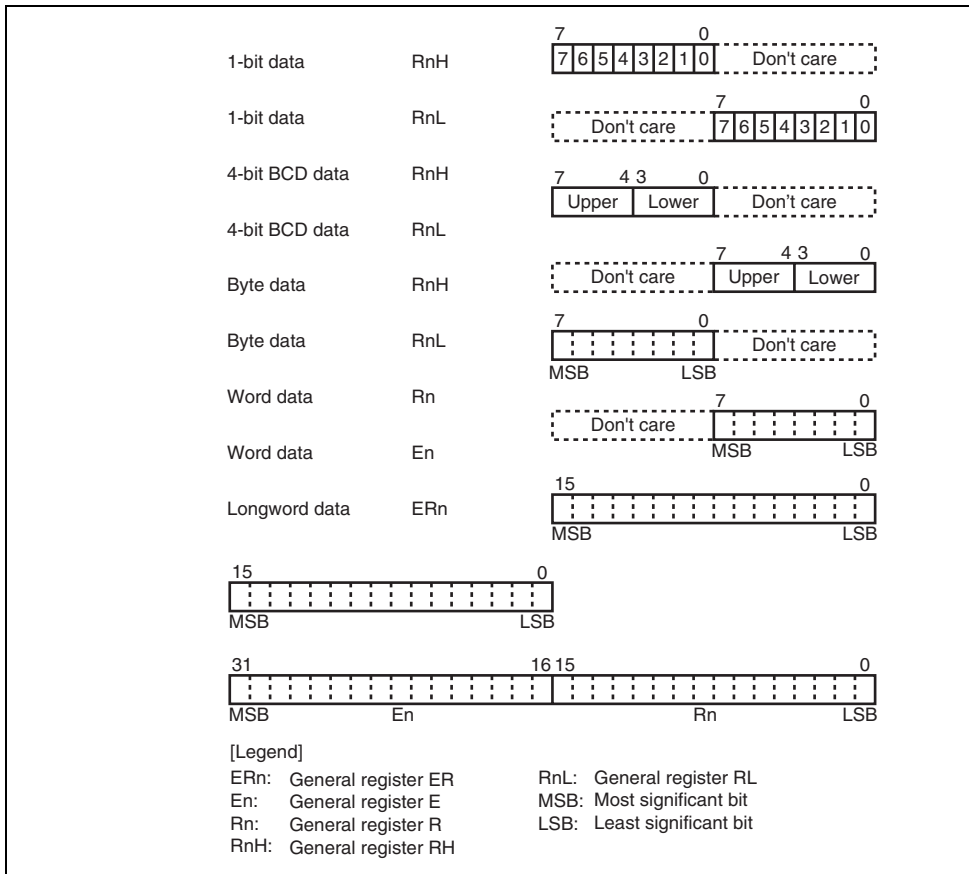 7 0
1-bit data RnH 7 6 5 4 3 2 1 0 Don't care
7 0
1-bit data RnL Don't care 7 6 5 4 3 2 1 0
4-bit BCD data RnH 7 4 3 0
Upper Lower Don't care
4-bit BCD data RnL
7 4 3 0
Byte data RnH Don't care Upper Lower
7 0
Byte data RnL Don't care
MSB LSB
Word data Rn 7 0
Don't care
Word data En MSB LSB
15 0
Longword data ERn
MSB LSB
15 0
MSB LSB
31 16 15 0
MSB En Rn LSB
[Legend]
ERn: General register ER RnL: General register RL
En: General register E MSB: Most significant bit
Rn: General register R LSB: Least significant bit
RnH: General register RH